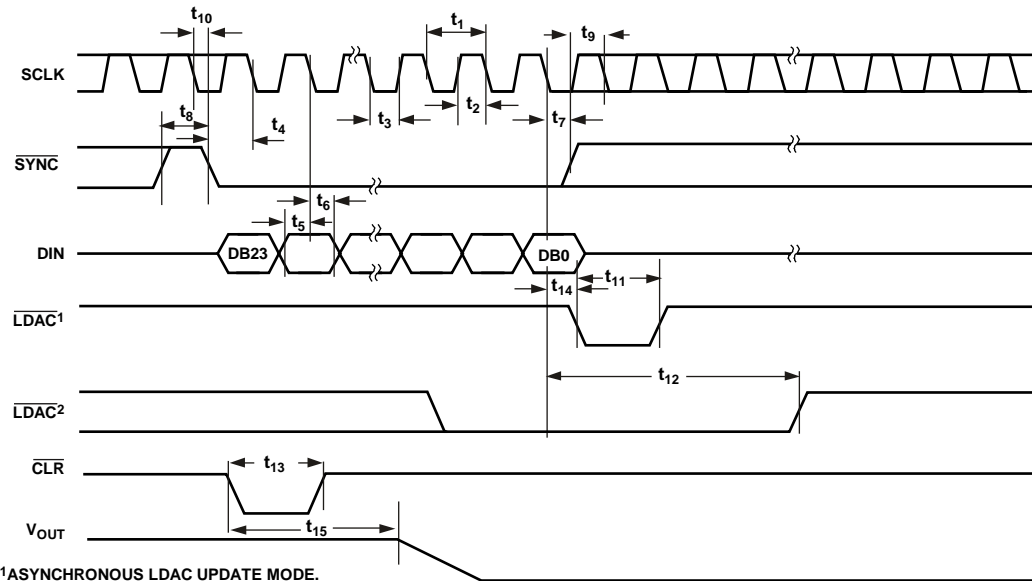 t10
t1
t9
SCLK
t8
t4
t3
t2
t7
SYNC
t6
t5
DIN
DB23
DB0
t14
t11
LDAC1
t12
LDAC2
CLR
t13
VOUT
t15
1ASYNCHRONOUS LDAC UPDATE MODE.